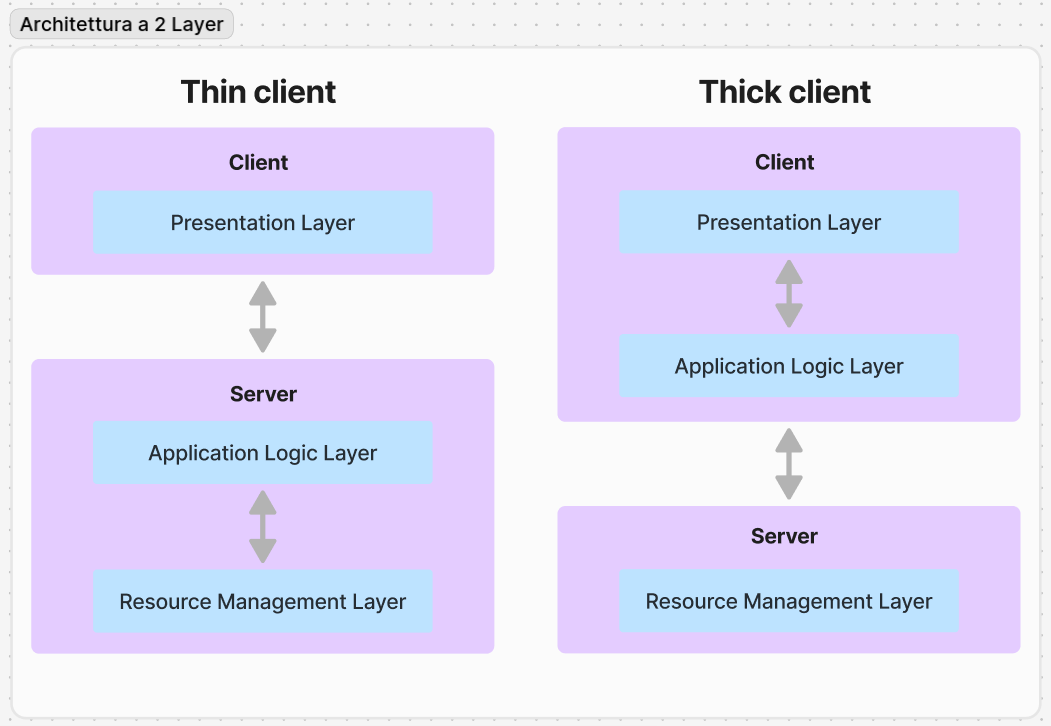 Architettura a 2 Layer
Thin client
Client
Presentation Layer
Server
Application Logic Layer
Resource Management Layer
Thick client
Client
Presentation Layer
Application Logic Layer
Server
Resource Management Layer